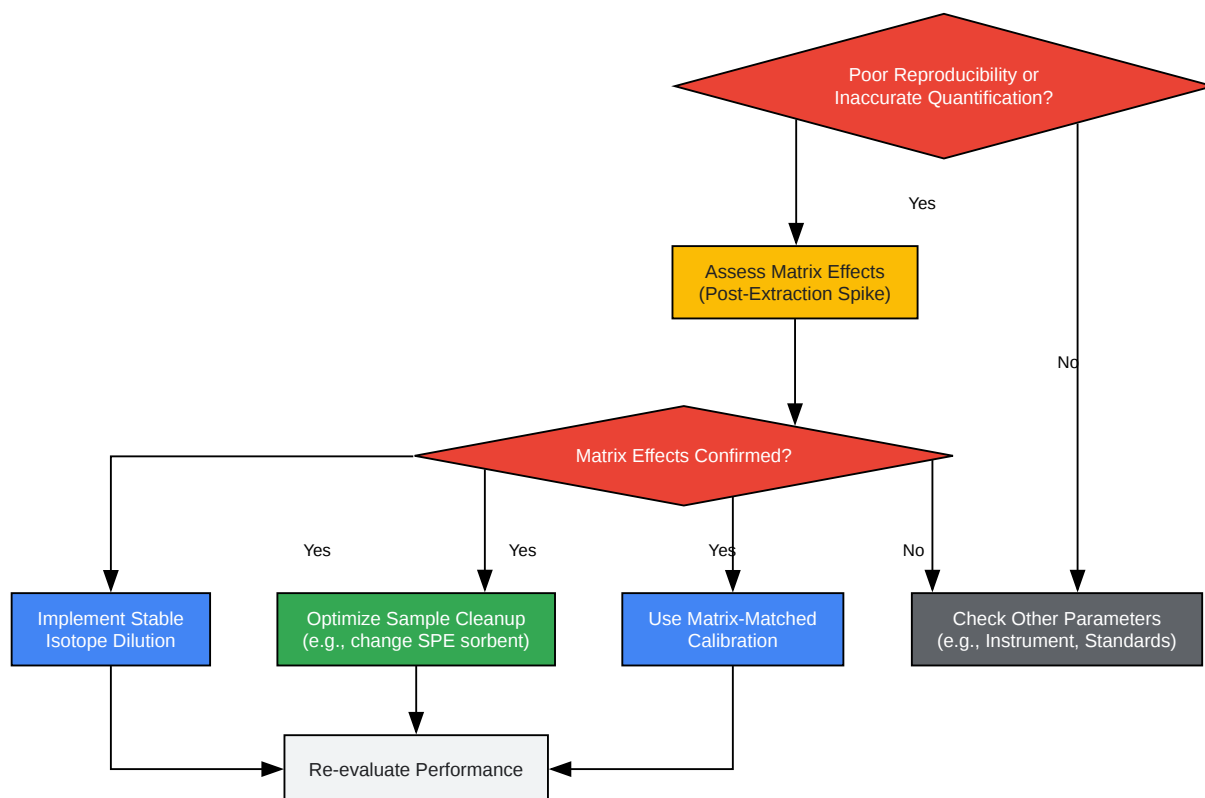 Poor Reproducibility or
Inaccurate Quantification?
Yes
Assess Matrix Effects
(Post-Extraction Spike)
No
Matrix Effects Confirmed?
Yes
Yes
Yes
No
Implement Stable
Isotope Dilution
Optimize Sample Cleanup
(e.g., change SPE sorbent)
Use Matrix-Matched
Calibration
Check Other Parameters
(e.g., Instrument, Standards)
Re-evaluate Performance